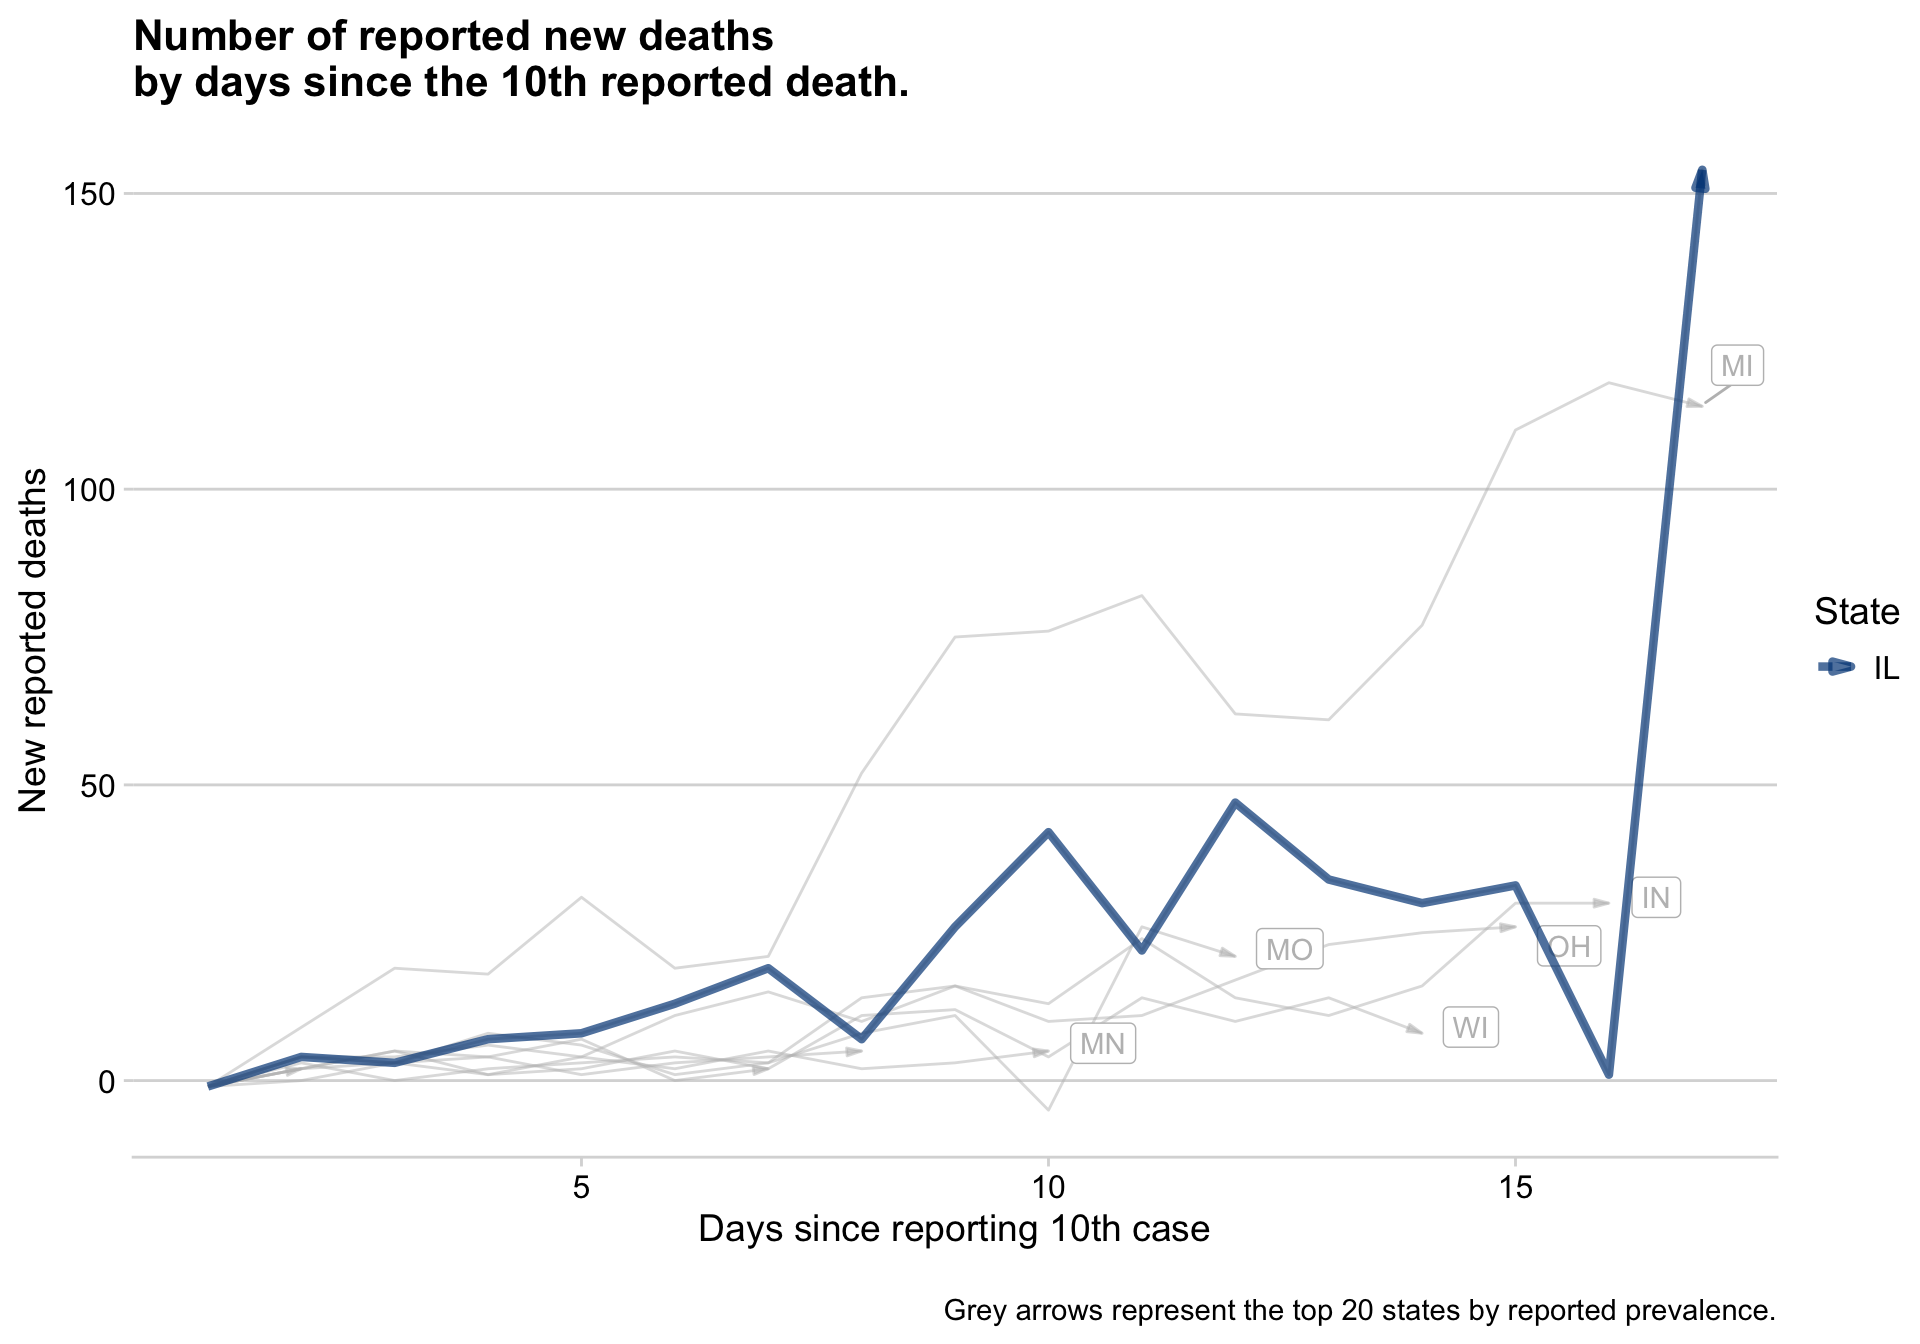 Number of reported new deaths
by days since the 10th reported death.
New reported deaths
150
100
50
0
MI
IN
OH
MO
WI
MN
5
10
15
Days since reporting 10th case
State
IL
Grey arrows represent the top 20 states by reported prevalence.